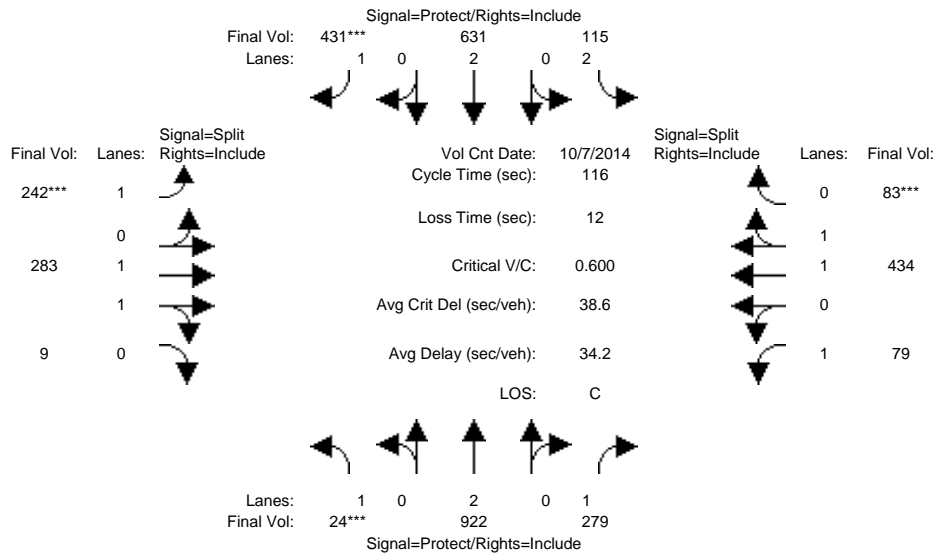 Signal=Protect/Rights=Include
Final Vol: 431*** 631 115
Lanes: 1 0 2 0 2
Signal=Split
Final Vol: Lanes: Rights=Include
Vol Cnt Date: 10/7/2014
Signal=Split
Rights=Include Lanes: Final Vol:
Cycle Time (sec): 116
242*** 1
0 83***
Loss Time (sec): 12
0
1
283 1
Critical V/C: 0.600
1 434
1
Avg Crit Del (sec/veh): 38.6
0
9 0
Avg Delay (sec/veh): 34.2
1 79
LOS: C
Lanes: 1 0 2 0 1
Final Vol: 24*** 922 279
Signal=Protect/Rights=Include